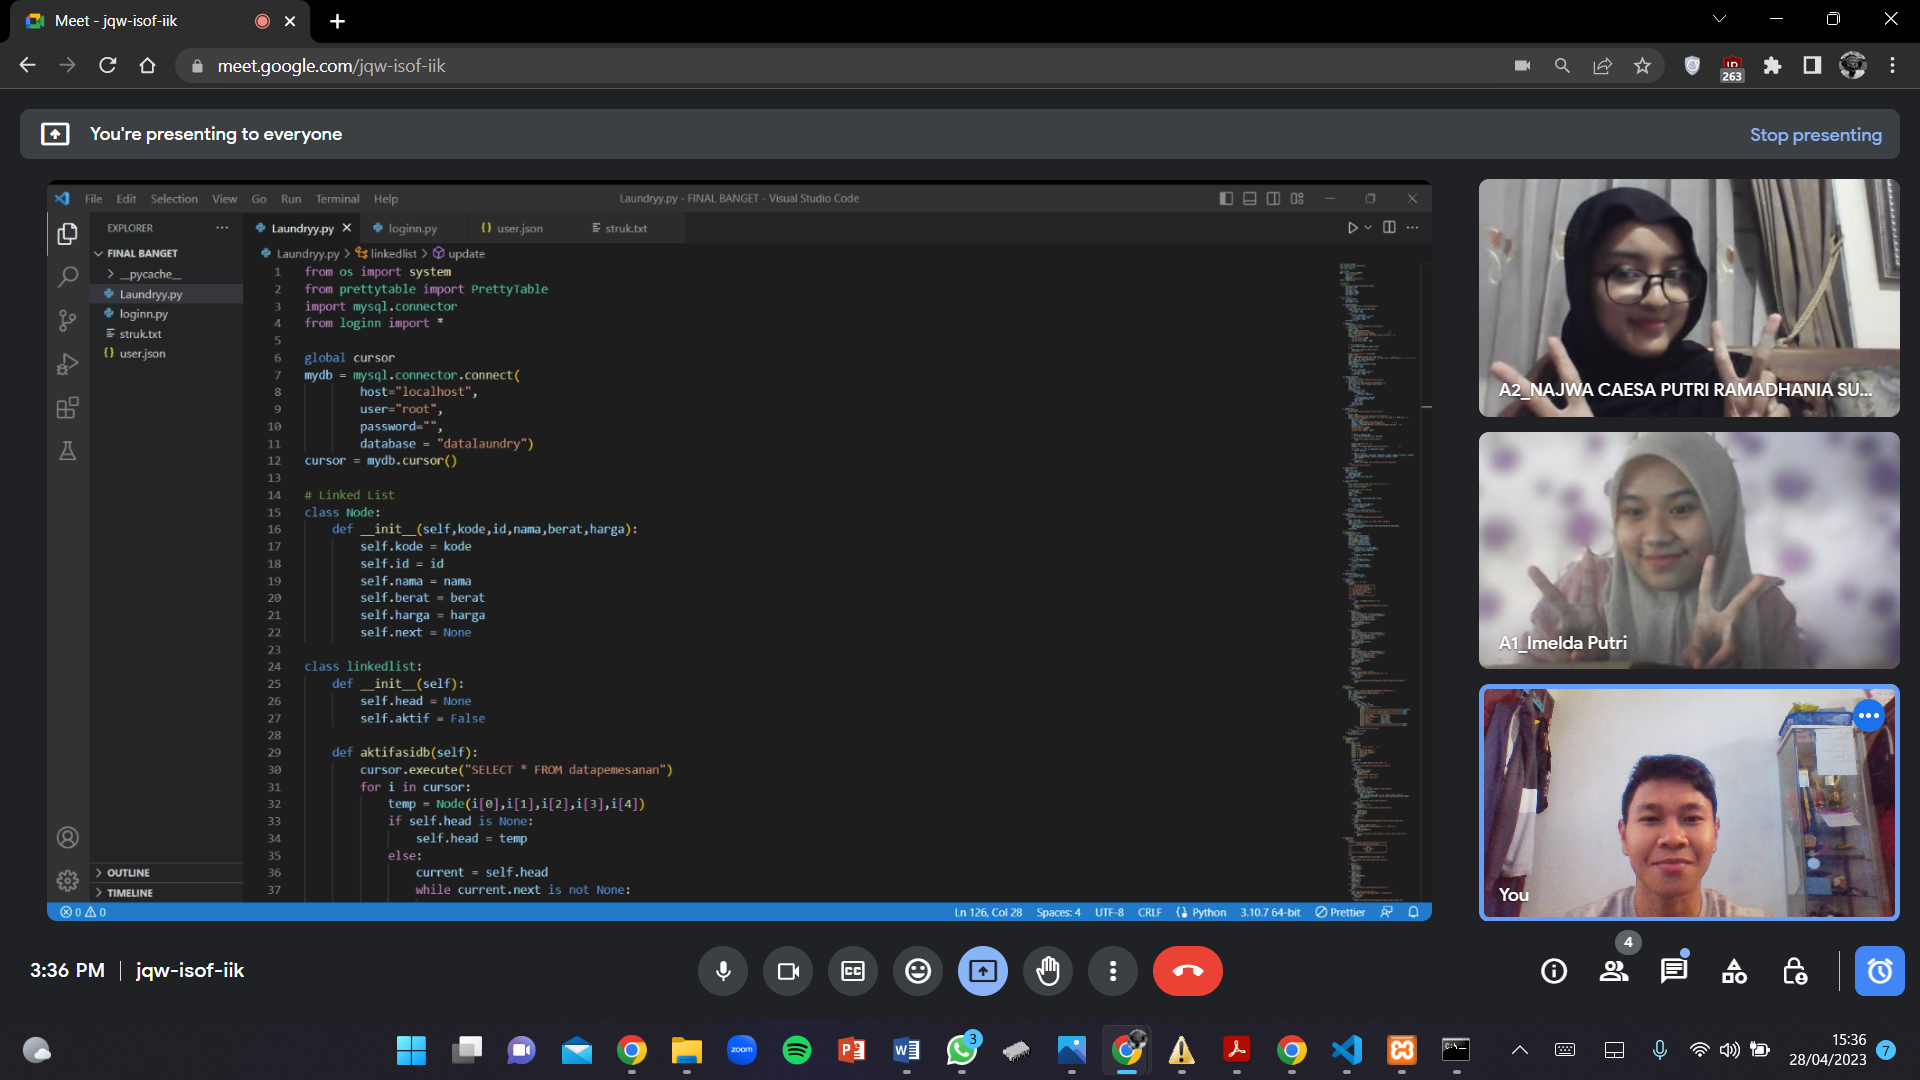 Meet - jqw-isof-iik
meet.google.com/jqw-isof-iik
263
You're presenting to everyone
Stop presenting
File Edit Selection View Go Run Terminal Help
Laundryy.py - FINAL BANGET - Visual Studio Code
EXPLORER
Laundryy.py
loginn.py
{} user.json
struk.txt
FINAL BANGET
__pycache__
Laundryy.py
loginn.py
struk.txt
{} user.json
OUTLINE
TIMELINE
Laundryy.py > linkedlist > update
1 from os import system
2 from prettytable import PrettyTable
3 import mysql.connector
4 from loginn import *
5
6 global cursor
7 mydb = mysql.connector.connect(
8 host="localhost",
9 user="root",
10 password="",
11 database = "datalaundry")
12 cursor = mydb.cursor()
13
14 # Linked List
15 class Node:
16 def __init__(self,kode,id,nama,berat,harga):
17 self.kode = kode
18 self.id = id
19 self.nama = nama
20 self.berat = berat
21 self.harga = harga
22 self.next = None
23
24 class linkedlist:
25 def __init__(self):
26 self.head = None
27 self.aktif = False
28
29 def aktifasidb(self):
30 cursor.execute("SELECT * FROM datapemesanan")
31 for i in cursor:
32 temp = Node(i[0],i[1],i[2],i[3],i[4])
33 if self.head is None:
34 self.head = temp
35 else:
36 current = self.head
37 while current.next is not None:
0 0
Ln 126, Col 28 Spaces: 4 UTF-8 CRLF {} Python 3.10.7 64-bit Prettier
A2_NAJWA CAESA PUTRI RAMADHANIA SU...
A1_Imelda Putri
You
3:36 PM | jqw-isof-iik
CC
4
zoom
P
W
3
C:\
15:36
28/04/2023
7